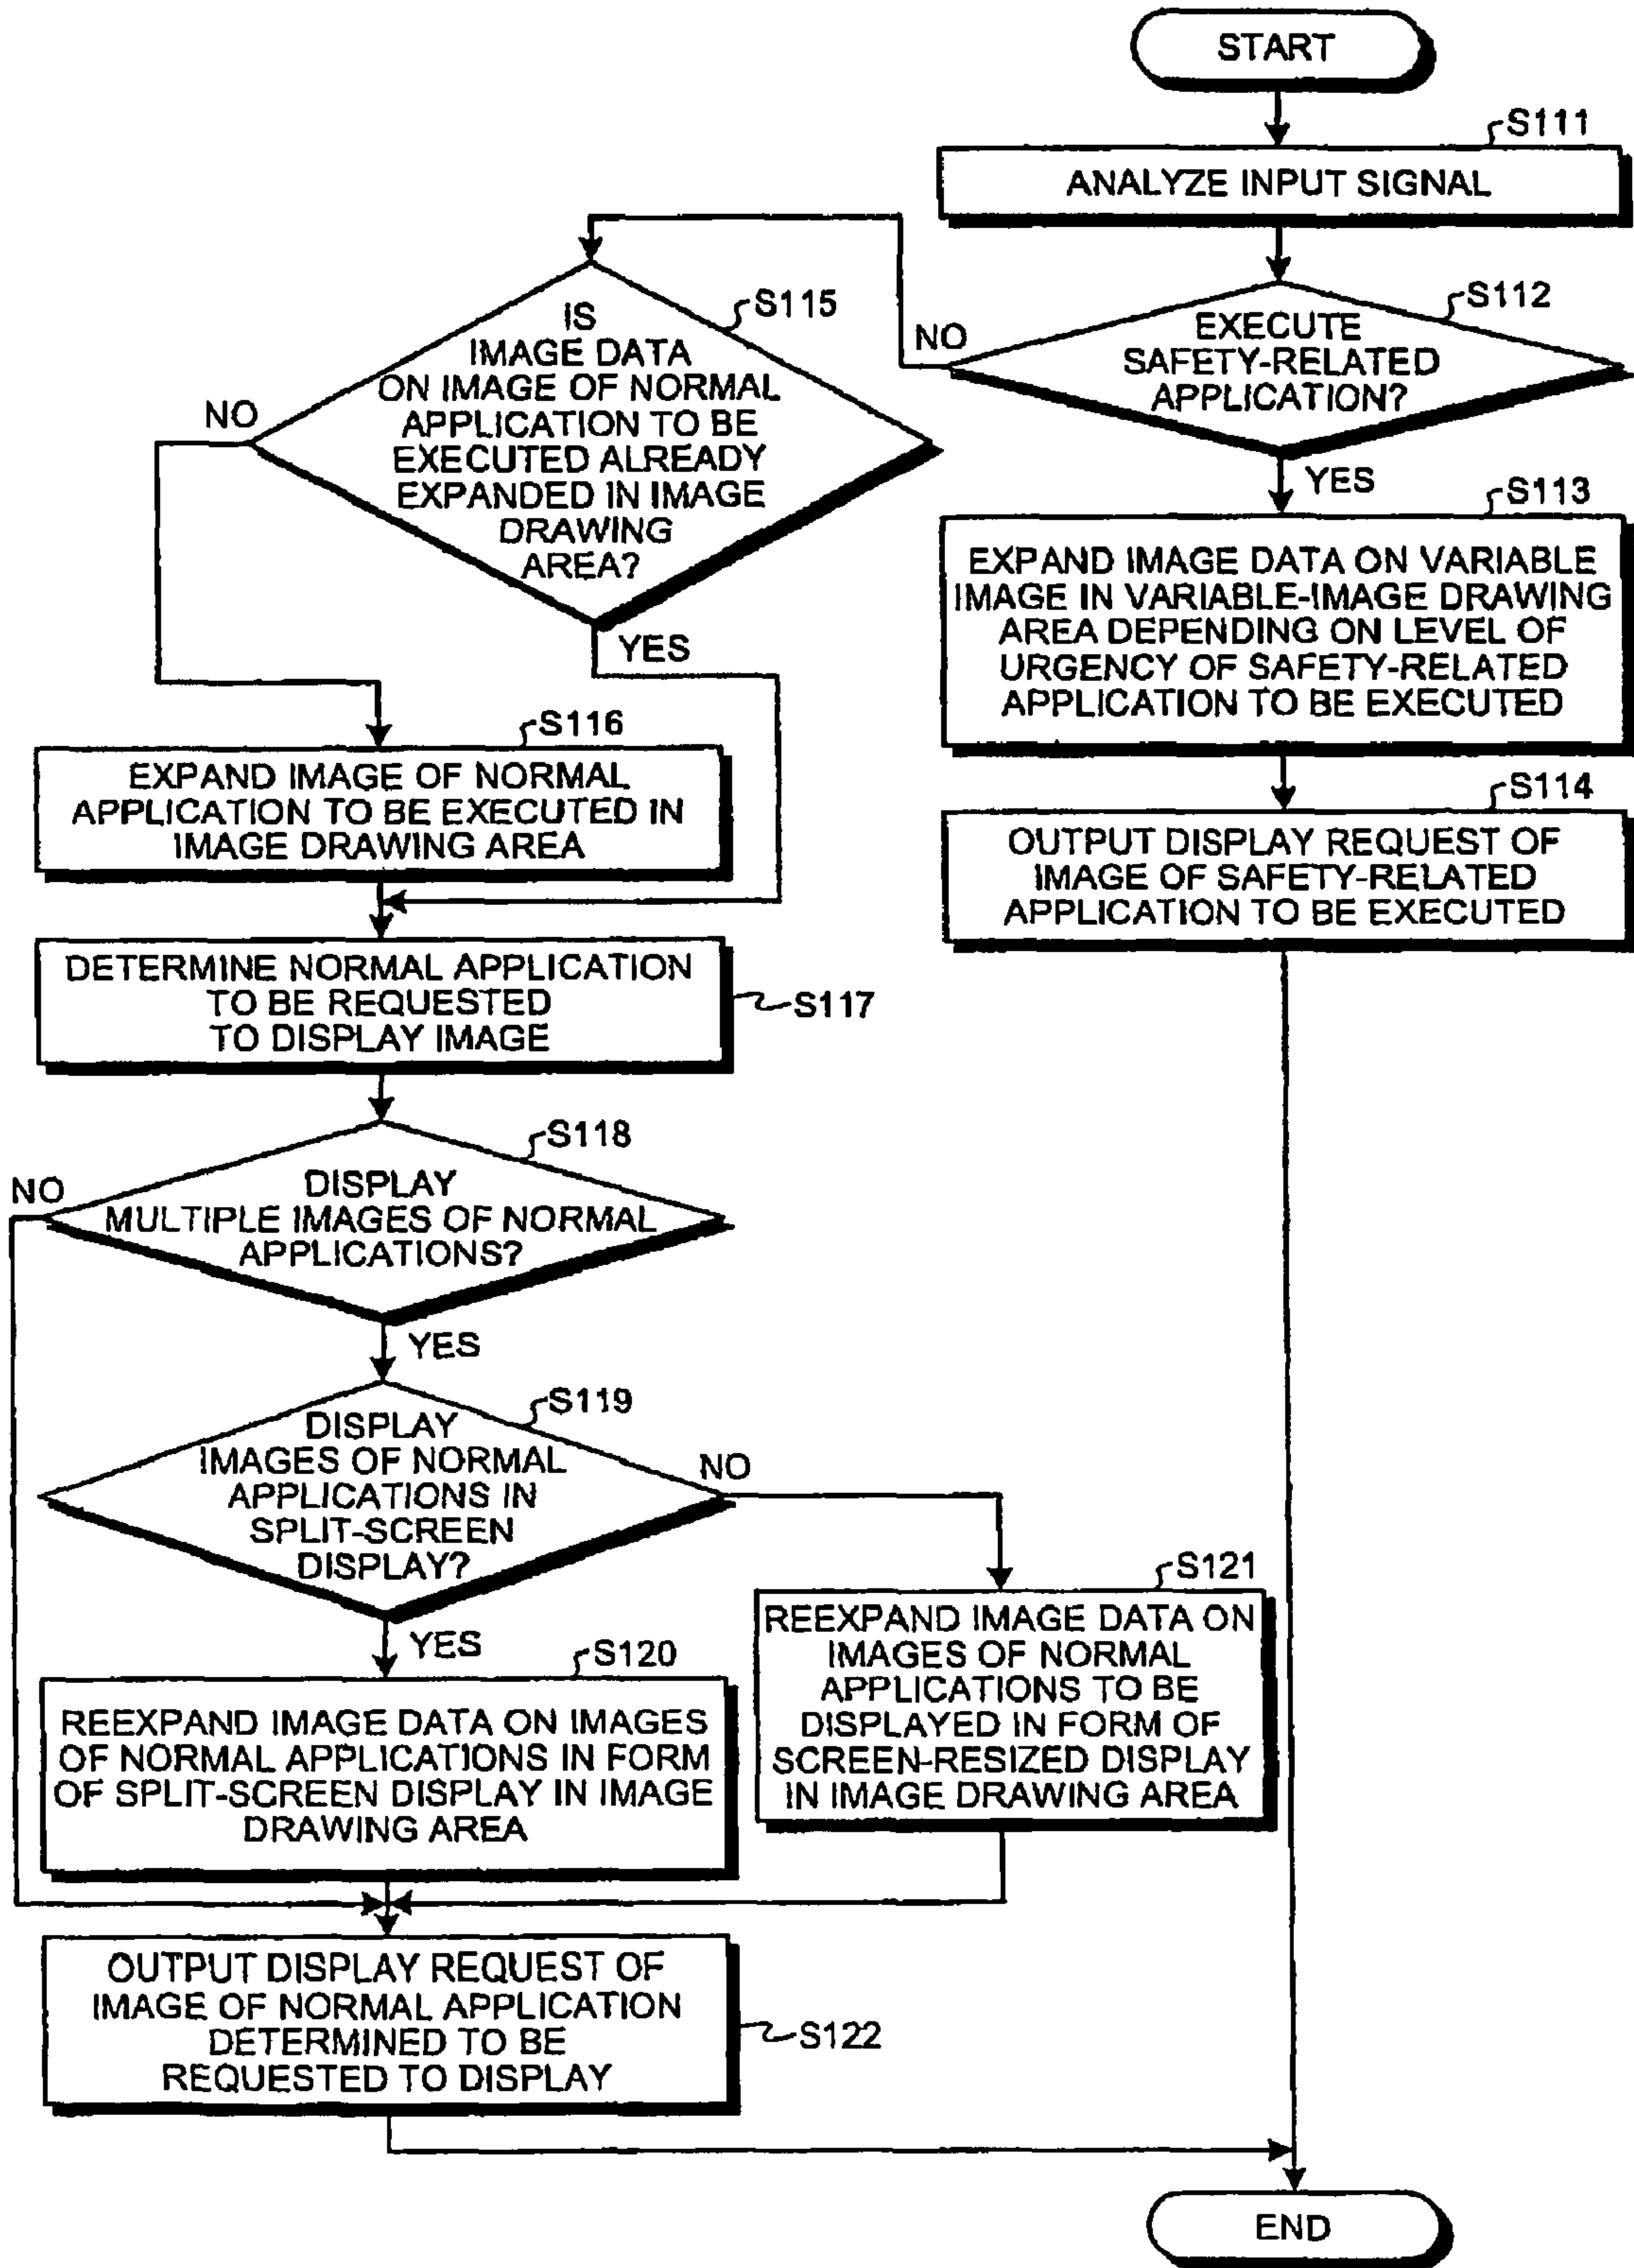 START
S111
ANALYZE INPUT SIGNAL
S112
EXECUTE
SAFETY-RELATED
APPLICATION?
NO
YES
S113
EXPAND IMAGE DATA ON VARIABLE
IMAGE IN VARIABLE-IMAGE DRAWING
AREA DEPENDING ON LEVEL OF
URGENCY OF SAFETY-RELATED
APPLICATION TO BE EXECUTED
S114
OUTPUT DISPLAY REQUEST OF
IMAGE OF SAFETY-RELATED
APPLICATION TO BE EXECUTED
S115
IS
IMAGE DATA
ON IMAGE OF NORMAL
APPLICATION TO BE
EXECUTED ALREADY
EXPANDED IN IMAGE
DRAWING
AREA?
NO
YES
S116
EXPAND IMAGE OF NORMAL
APPLICATION TO BE EXECUTED IN
IMAGE DRAWING AREA
DETERMINE NORMAL APPLICATION
TO BE REQUESTED
TO DISPLAY IMAGE
S117
S118
DISPLAY
MULTIPLE IMAGES OF NORMAL
APPLICATIONS?
NO
YES
S119
DISPLAY
IMAGES OF NORMAL
APPLICATIONS IN
SPLIT-SCREEN
DISPLAY?
NO
YES
S120
REEXPAND IMAGE DATA ON IMAGES
OF NORMAL APPLICATIONS IN FORM
OF SPLIT-SCREEN DISPLAY IN IMAGE
DRAWING AREA
S121
REEXPAND IMAGE DATA ON
IMAGES OF NORMAL
APPLICATIONS TO BE
DISPLAYED IN FORM OF
SCREEN-RESIZED DISPLAY
IN IMAGE DRAWING AREA
OUTPUT DISPLAY REQUEST OF
IMAGE OF NORMAL APPLICATION
DETERMINED TO BE
REQUESTED TO DISPLAY
S122
END